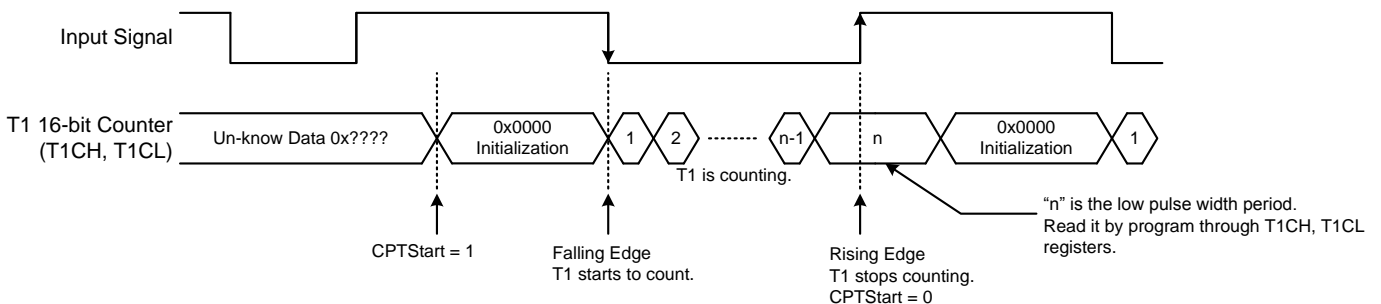 Input Signal
T1 16-bit Counter
(T1CH, T1CL)
Un-know Data 0x????
0x0000
Initialization
1
2
n-1
n
0x0000
Initialization
1
T1 is counting.
CPTStart = 1
Falling Edge
T1 starts to count.
Rising Edge
T1 stops counting.
CPTStart = 0
“n” is the low pulse width period.
Read it by program through T1CH, T1CL
registers.